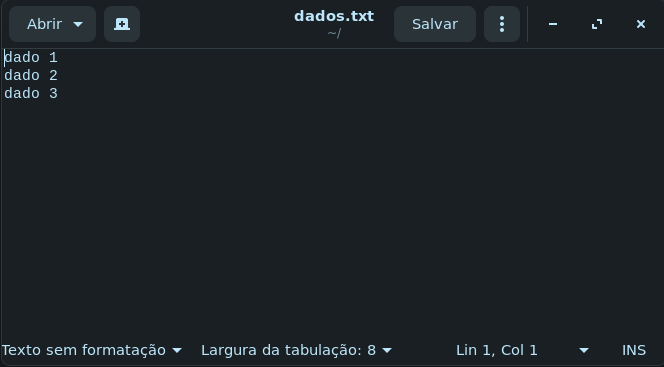 Abrir
dados.txt
~/
Salvar
dado 1
dado 2
dado 3
Texto sem formatação
Largura da tabulação: 8
Lin 1, Col 1
INS